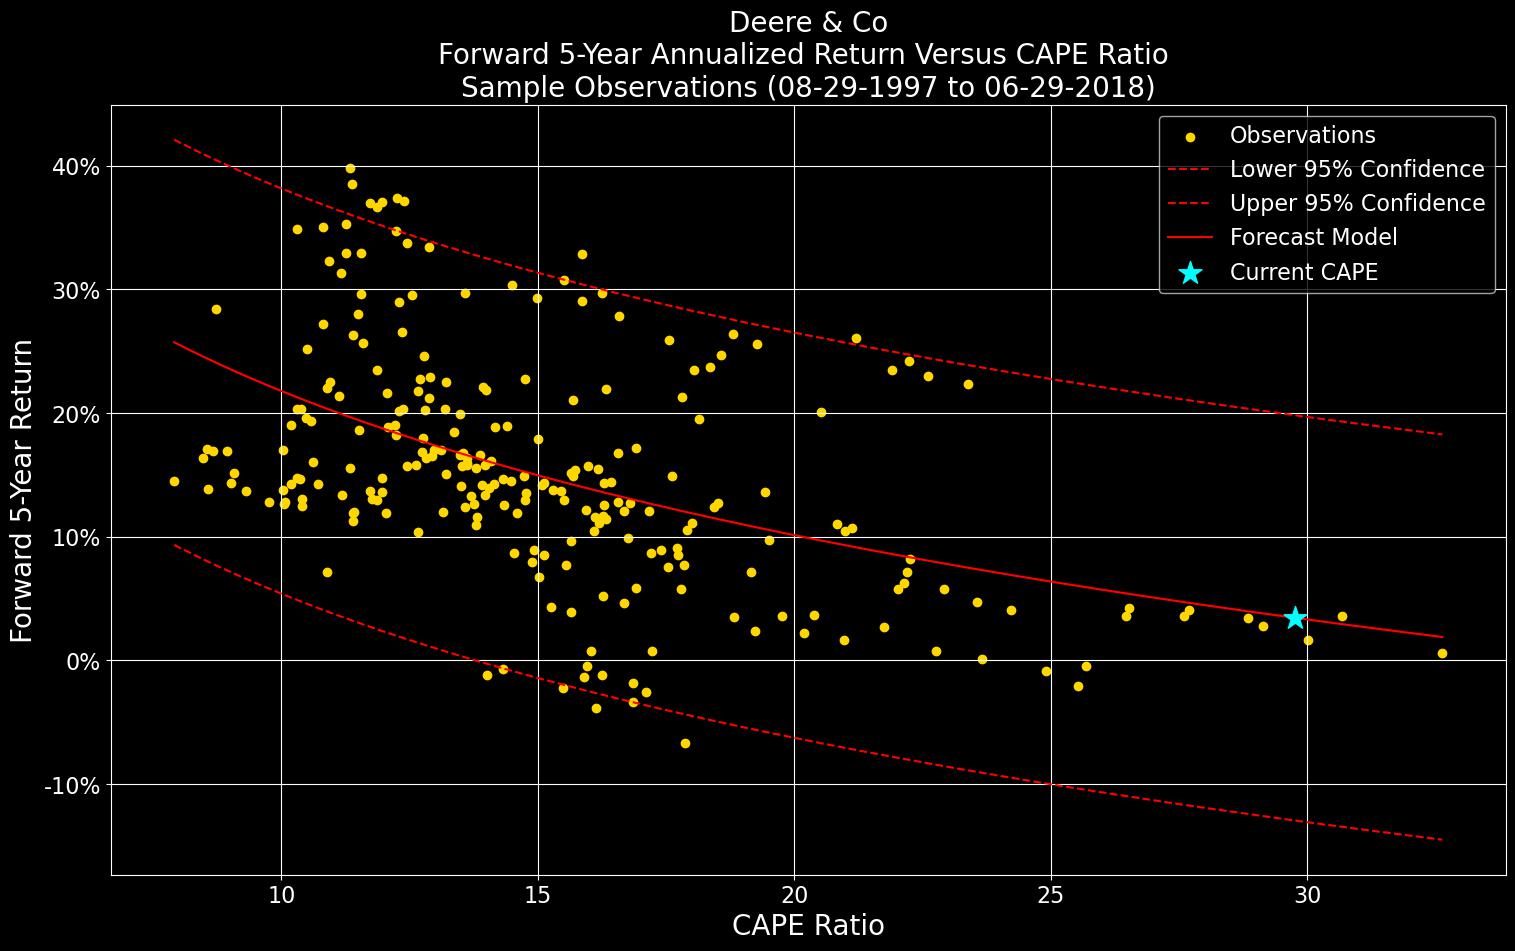 Deere & Co
Forward 5-Year Annualized Return Versus CAPE Ratio
Sample Observations (08-29-1997 to 06-29-2018)
Observations
Lower 95% Confidence
Upper 95% Confidence
Forecast Model
Current CAPE
Forward 5-Year Return
40%
30%
20%
10%
0%
-10%
10
15
20
25
30
CAPE Ratio